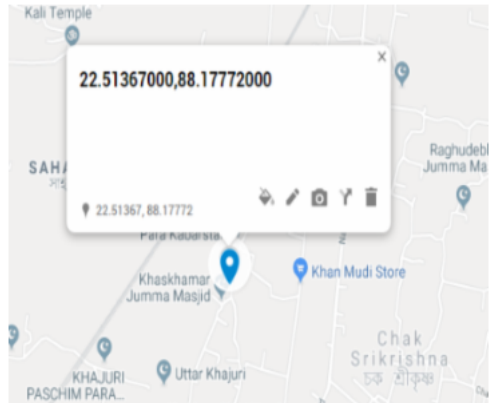 Kali Temple
22.51367000,88.17772000
SAHA
Raghudebl
Jumma Ma
22.51367, 88.17772
Para Kabarsta
Khaskhamar
Jumma Masjid
Khan Mudi Store
Chak
Srikrishna
চক শ্রীকৃষ্ণ
KHAJURI
PASCHIM PARA...
Uttar Khajuri